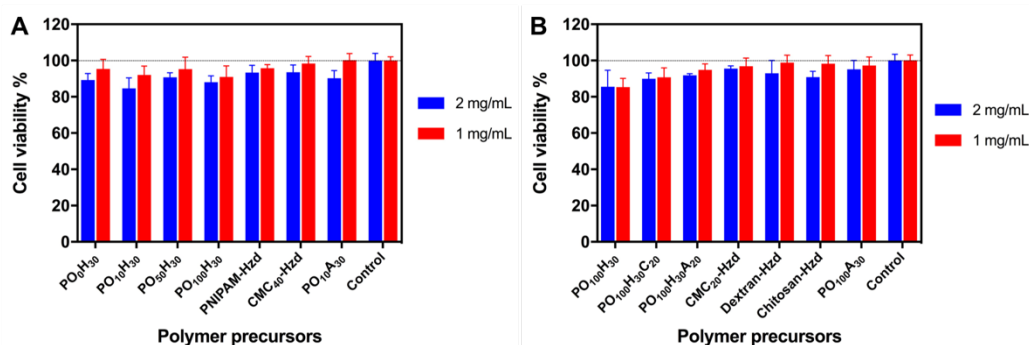 A
120
100
80
60
40
20
0
Cell viability %
PO₀H₃₀
PO₁₀H₃₀
PO₅₀H₃₀
PO₁₀₀H₃₀
PNIPAM-Hzd
CMC₄₀-Hzd
PO₁₀A₃₀
Control
Polymer precursors
2 mg/mL
1 mg/mL
B
120
100
80
60
40
20
0
Cell viability %
PO₁₀₀H₃₀
PO₁₀₀H₃₀C₂₀
PO₁₀₀H₃₀A₂₀
CMC₂₀-Hzd
Dextran-Hzd
Chitosan-Hzd
PO₁₀₀A₃₀
Control
Polymer precursors
2 mg/mL
1 mg/mL